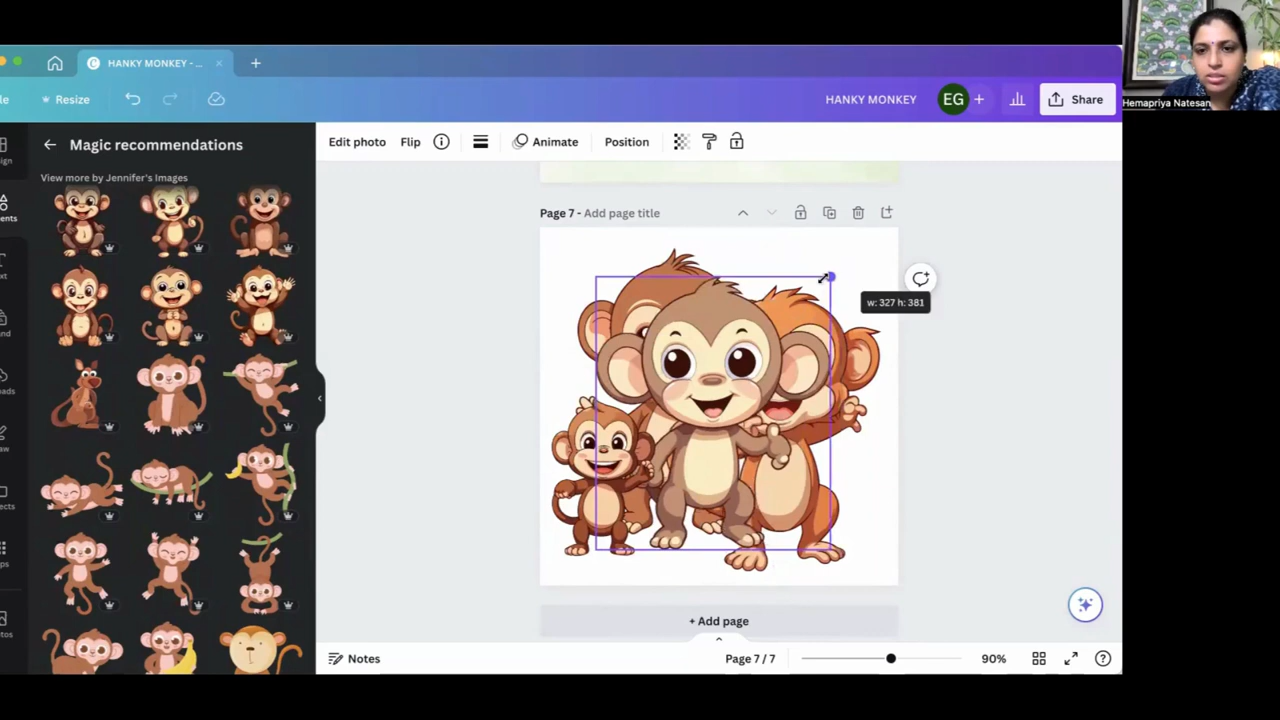 HANKY MONKEY - ...
Resize
HANKY MONKEY
EG
Share
Hemapriya Natesan
Magic recommendations
View more by Jennifer's Images
Edit photo
Flip
Animate
Position
Page 7 - Add page title
w: 327 h: 381
+ Add page
Notes
Page 7 / 7
90%